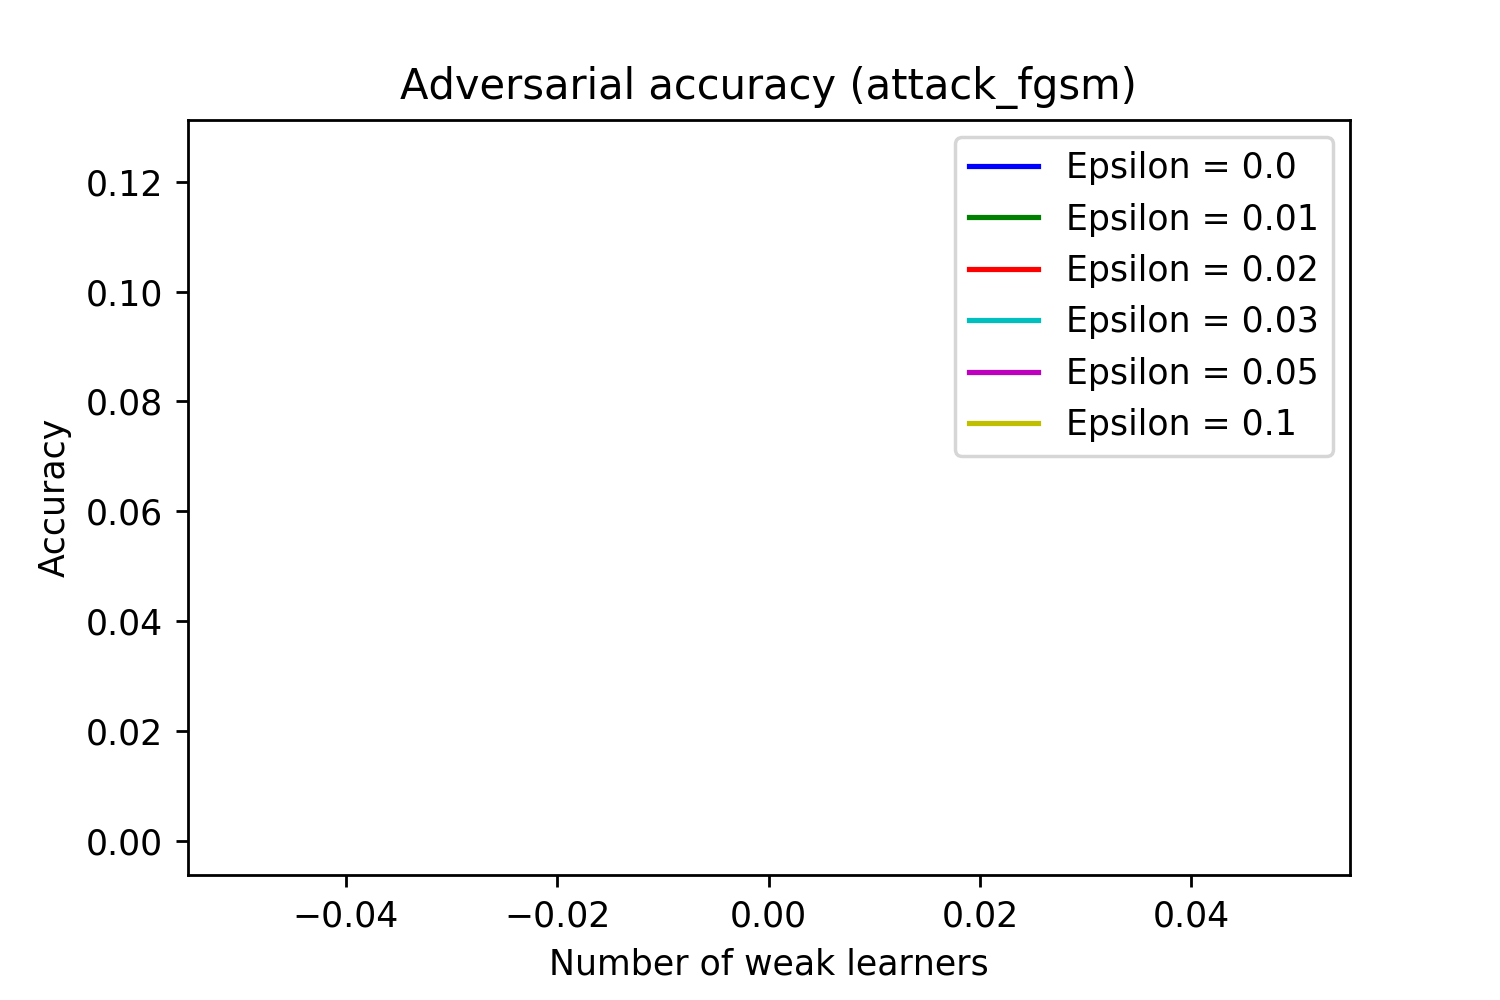 Adversarial accuracy (attack_fgsm)
Epsilon = 0.0
Epsilon = 0.01
Epsilon = 0.02
Epsilon = 0.03
Epsilon = 0.05
Epsilon = 0.1
Accuracy
0.12
0.10
0.08
0.06
0.04
0.02
0.00
−0.04 −0.02 0.00 0.02 0.04
Number of weak learners